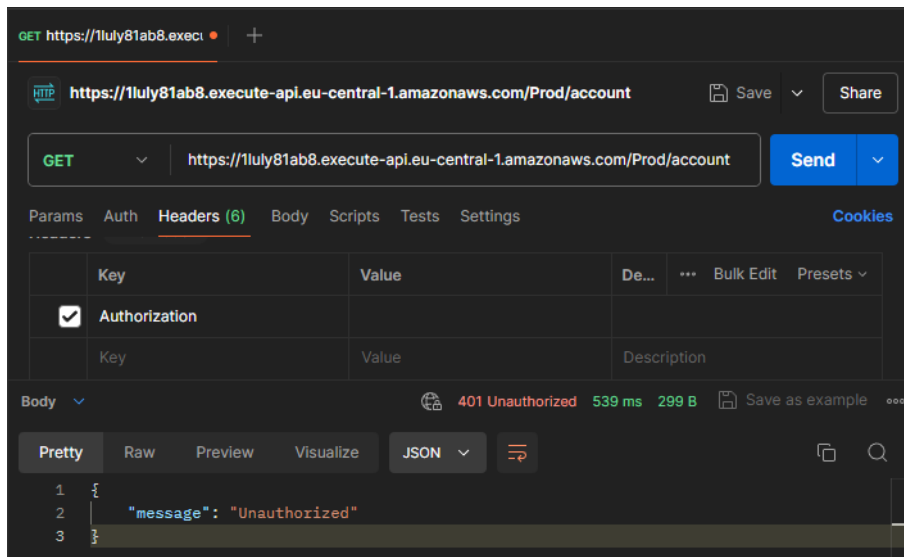 GET https://1luly81ab8.execu
HTTP https://1luly81ab8.execute-api.eu-central-1.amazonaws.com/Prod/account Save Share
GET https://1luly81ab8.execute-api.eu-central-1.amazonaws.com/Prod/account Send
Params Auth Headers (6) Body Scripts Tests Settings Cookies
Key Value De... ••• Bulk Edit Presets
Authorization
Key Value Description
Body 401 Unauthorized 539 ms 299 B Save as example
Pretty Raw Preview Visualize JSON
1 {
2 "message": "Unauthorized"
3 }